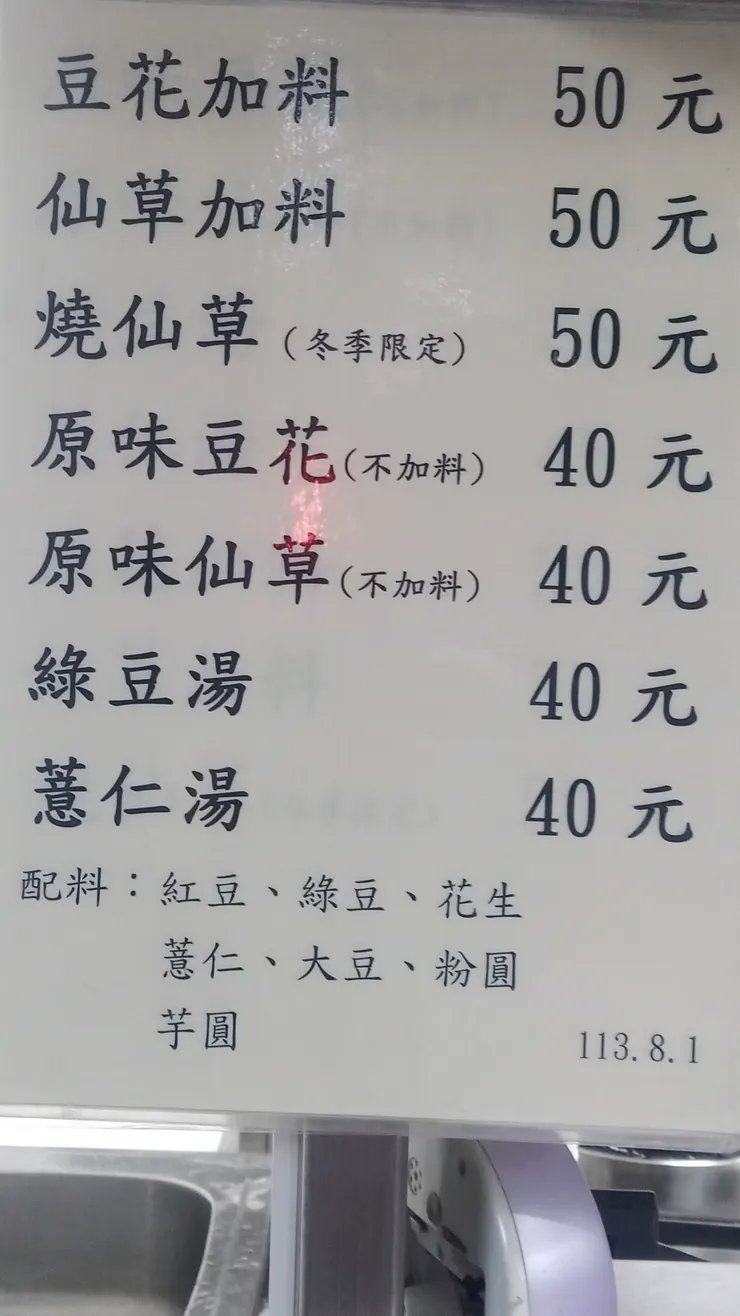 豆花加料 50 元
仙草加料 50 元
燒仙草（冬季限定） 50 元
原味豆花(不加料) 40 元
原味仙草(不加料) 40 元
綠豆湯 40 元
薏仁湯 40 元
配料：紅豆、綠豆、花生
薏仁、大豆、粉圓
芋圓
113.8.1